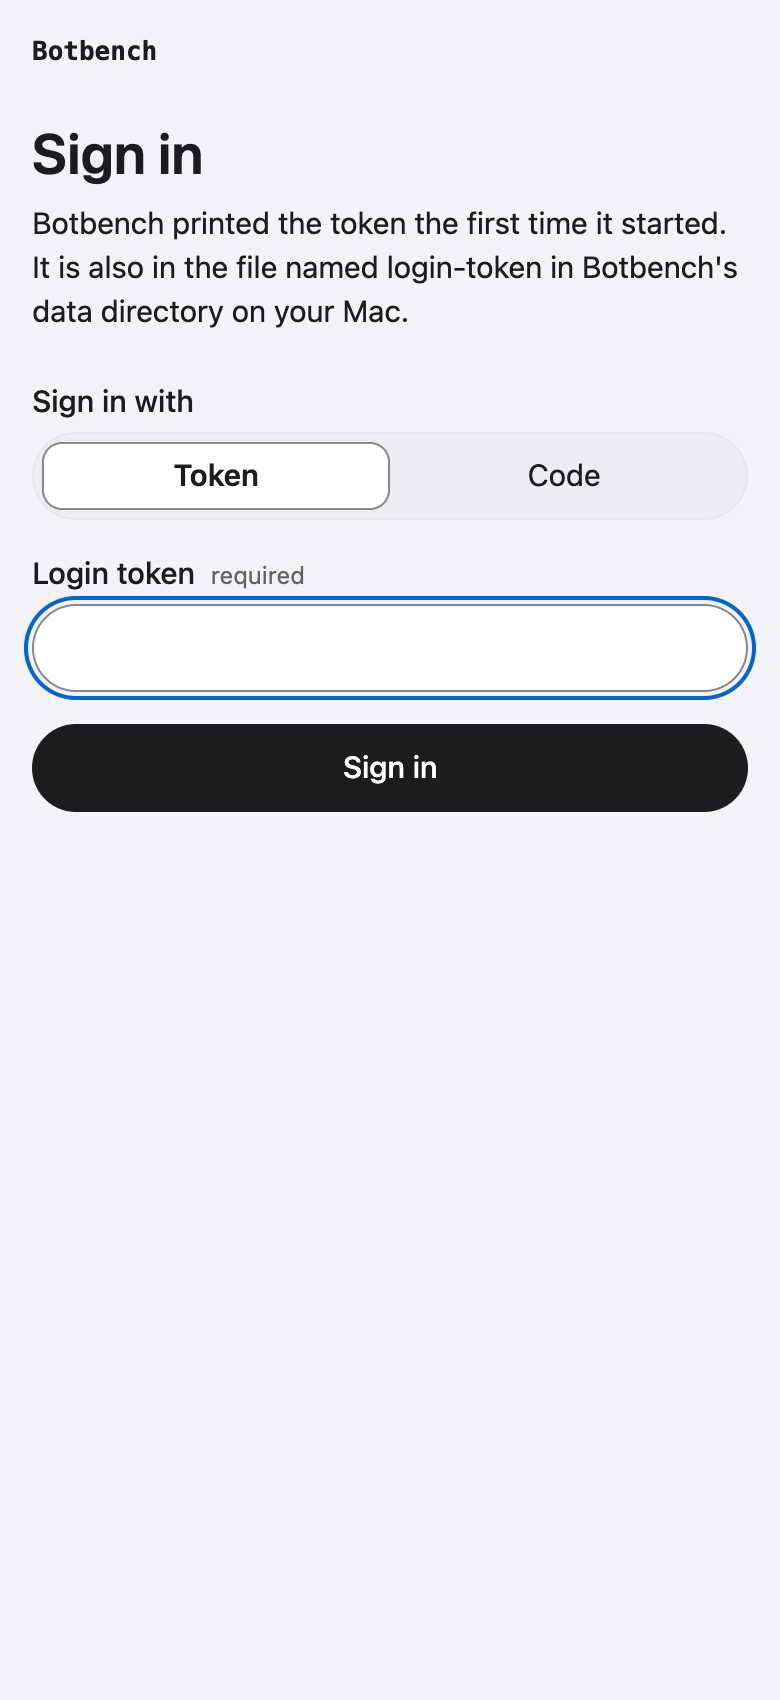 Botbench
Sign in
Botbench printed the token the first time it started.
It is also in the file named login-token in Botbench's
data directory on your Mac.
Sign in with
Token Code
Login token required
Sign in